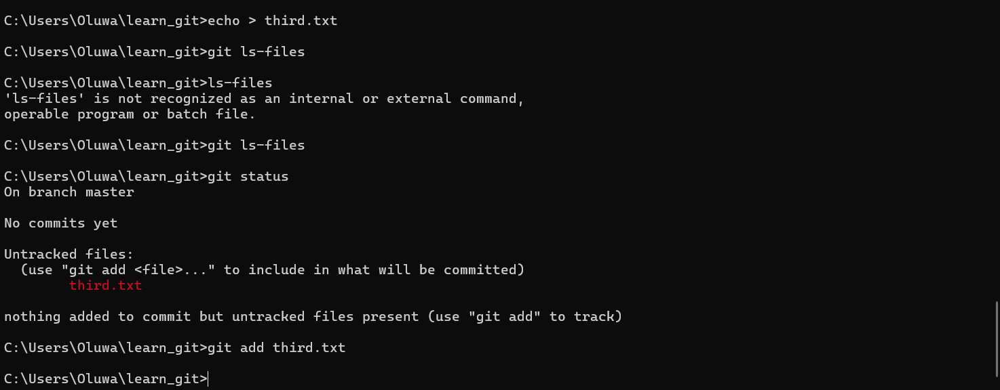 C:\Users\Oluwa\learn_git>echo > third.txt
C:\Users\Oluwa\learn_git>git ls-files
C:\Users\Oluwa\learn_git>ls-files
'ls-files' is not recognized as an internal or external command,
operable program or batch file.
C:\Users\Oluwa\learn_git>git ls-files
C:\Users\Oluwa\learn_git>git status
On branch master
No commits yet
Untracked files:
  (use "git add <file>..." to include in what will be committed)
        third.txt
nothing added to commit but untracked files present (use "git add" to track)
C:\Users\Oluwa\learn_git>git add third.txt
C:\Users\Oluwa\learn_git>